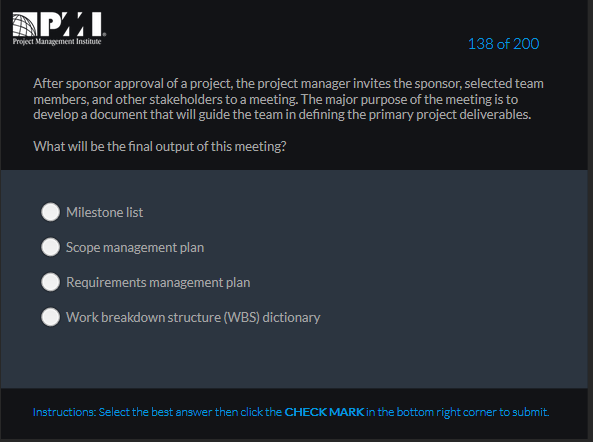 PMI.
Project Management Institute
138 of 200
After sponsor approval of a project, the project manager invites the sponsor, selected team
members, and other stakeholders to a meeting. The major purpose of the meeting is to
develop a document that will guide the team in defining the primary project deliverables.
What will be the final output of this meeting?
Milestone list
Scope management plan
Requirements management plan
Work breakdown structure (WBS) dictionary
Instructions: Select the best answer then click the CHECK MARK in the bottom right corner to submit.